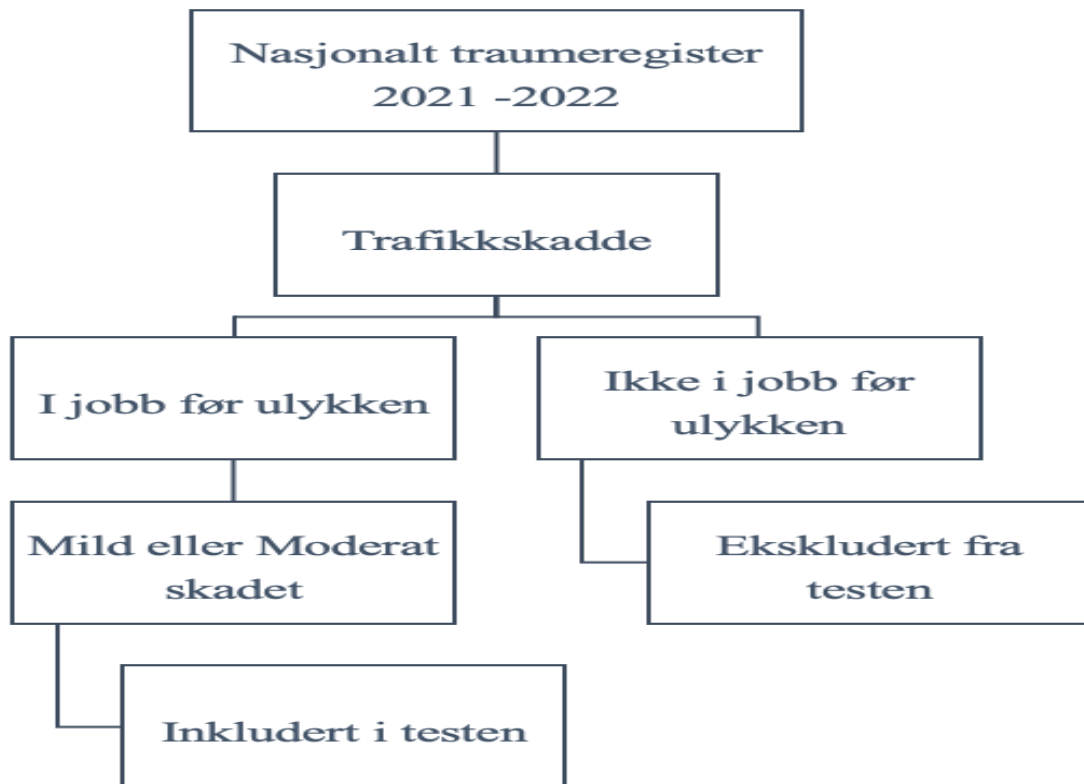 Nasjonalt traumeregister
2021 -2022
Trafikkskadde
I jobb før ulykken
Ikke i jobb før
ulykken
Mild eller Moderat
skadet
Ekskludert fra
testen
Inkludert i testen